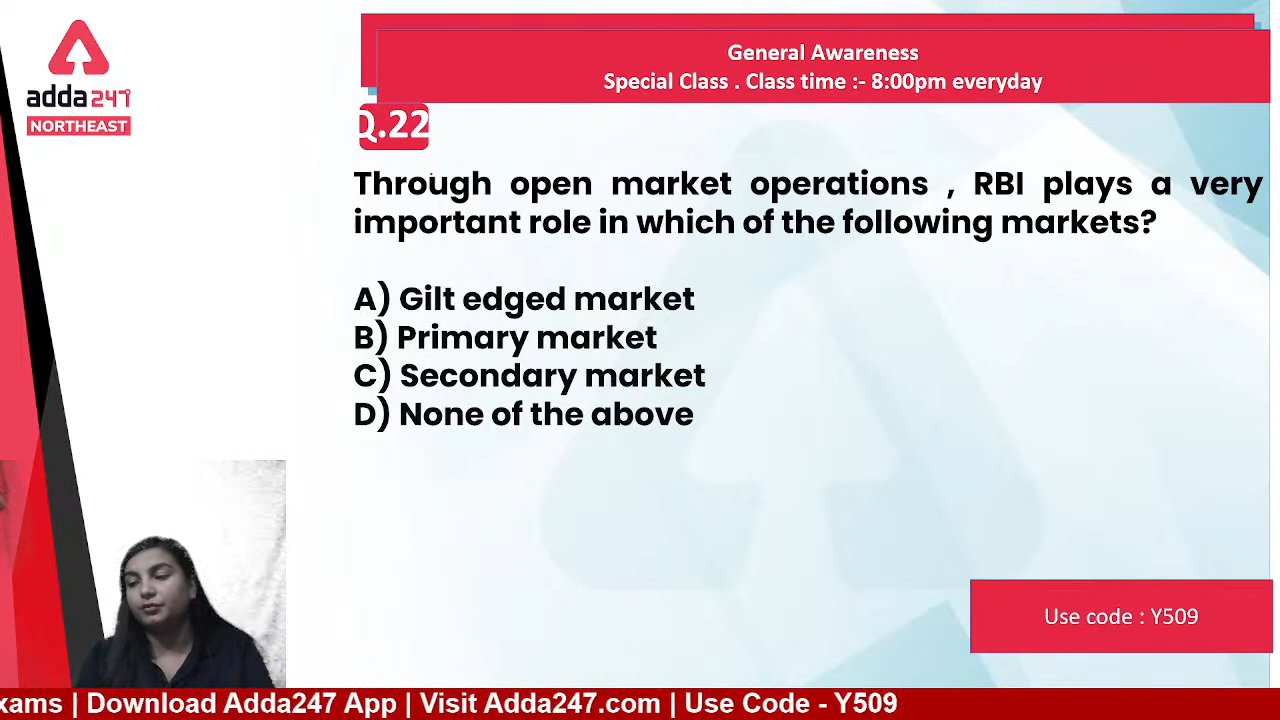 adda247
NORTHEAST
General Awareness
Special Class . Class time :- 8:00pm everyday
Q.22
Through open market operations , RBI plays a very
important role in which of the following markets?
A) Gilt edged market
B) Primary market
C) Secondary market
D) None of the above
Use code : Y509
xams | Download Adda247 App | Visit Adda247.com | Use Code - Y509